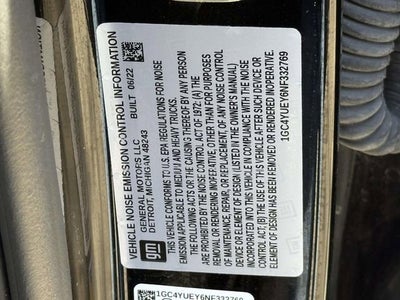 VEHICLE NOISE EMISSION CONTROL INFORMATION
GENERAL MOTORS LLC BUILT 06/22
DETROIT, MICHIGAN 48243
gm
THIS VEHICLE CONFORMS TO U.S. EPA REGULATIONS FOR NOISE
EMISSION APPLICABLE TO MEDIUM AND HEAVY TRUCKS.
THE FOLLOWING ACTS OR THE CAUSING THEREOF BY ANY PERSON
ARE PROHIBITED BY THE NOISE CONTROL ACT OF 1972: (A) THE
REMOVAL OR RENDERING INOPERATIVE, OTHER THAN FOR PURPOSES
OF MAINTENANCE, REPAIR, OR REPLACEMENT, OF ANY NOISE CONTROL
DEVICE OR ELEMENT OF DESIGN (LISTED IN THE OWNER'S MANUAL)
INCORPORATED INTO THIS VEHICLE IN COMPLIANCE WITH THE NOISE
CONTROL ACT; (B) THE USE OF THIS VEHICLE AFTER SUCH DEVICE OR
ELEMENT OF DESIGN HAS BEEN REMOVED OR RENDERED INOPERATIVE.
1GC4YUEY6NF332769
1GC4YUEY6NF332769